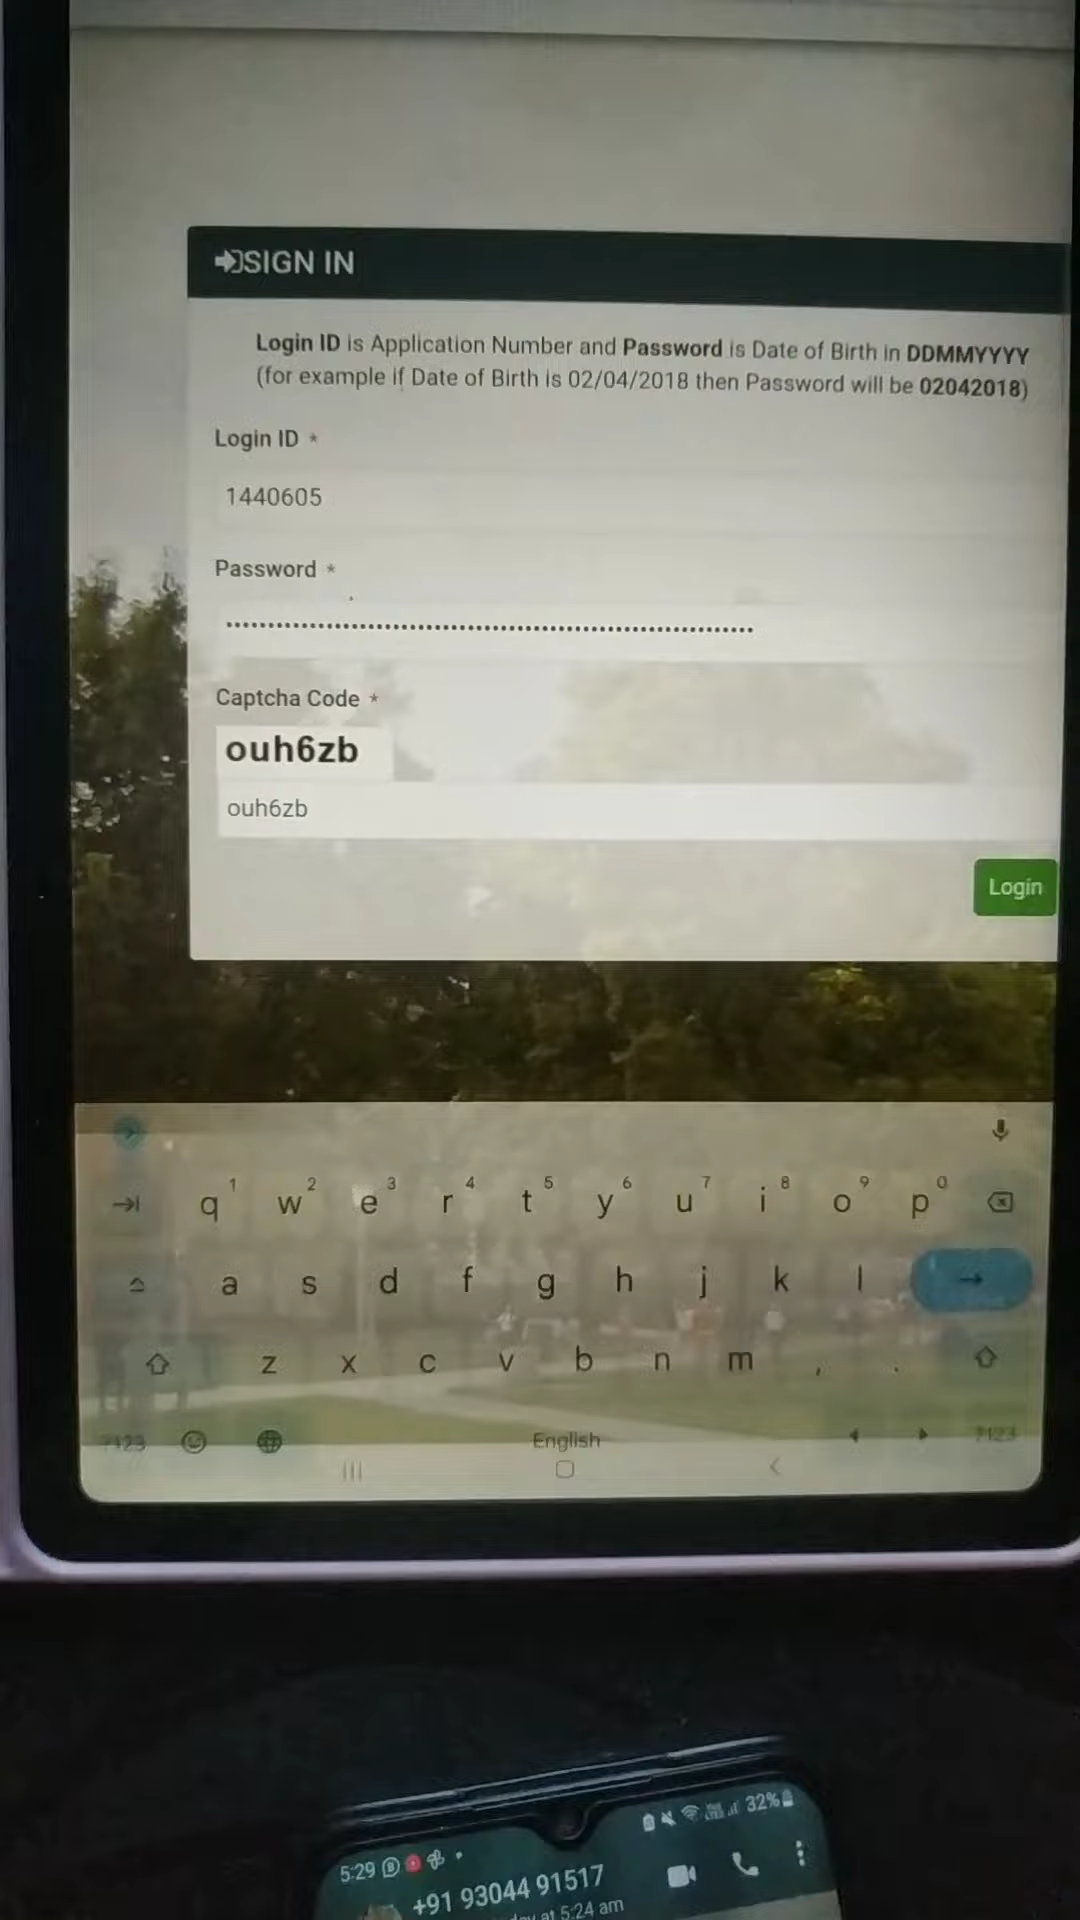 SIGN IN
Login ID is Application Number and Password is Date of Birth in DDMMYYYY
(for example if Date of Birth is 02/04/2018 then Password will be 02042018)
Login ID *
1440605
Password *
Captcha Code *
ouh6zb
ouh6zb
Login
1 2 3 4 5 6 7 8 9 0
q w e r t y u i o p
a s d f g h j k l
z x c v b n m , .
?123 English ?123
5:29 32%
+91 93044 91517
at 5:24 am